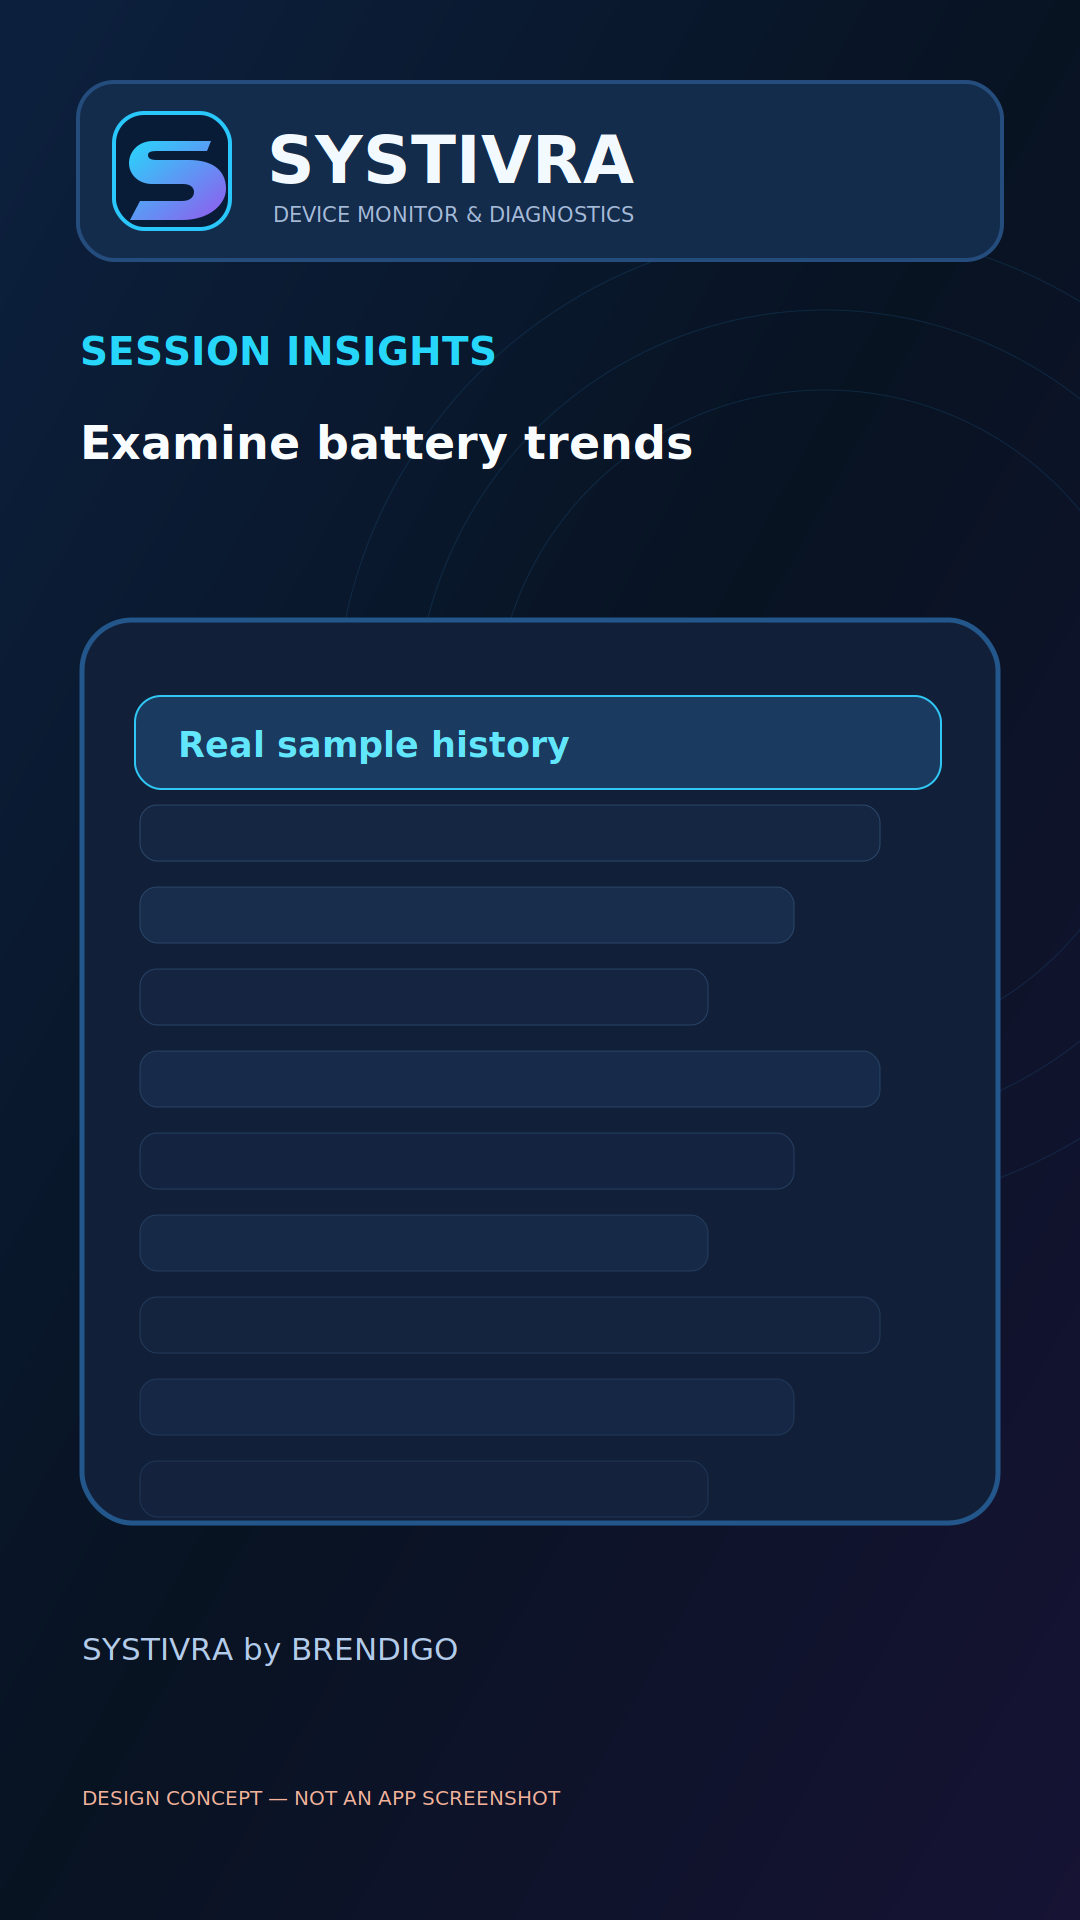 SYSTIVRA
DEVICE MONITOR & DIAGNOSTICS
SESSION INSIGHTS
Examine battery trends
Real sample history
SYSTIVRA by BRENDIGO
DESIGN CONCEPT — NOT AN APP SCREENSHOT